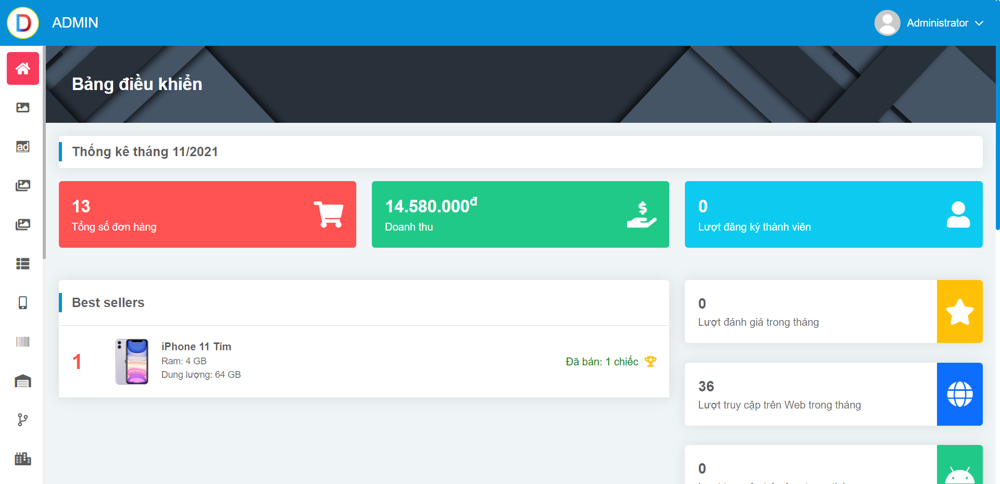 D
ADMIN
Administrator
Bảng điều khiển
ad
Thống kê tháng 11/2021
13
Tổng số đơn hàng
14.580.000đ
Doanh thu
0
Lượt đăng ký thành viên
Best sellers
1
iPhone 11 Tím
Ram: 4 GB
Dung lượng: 64 GB
Đã bán: 1 chiếc
0
Lượt đánh giá trong tháng
36
Lượt truy cập trên Web trong tháng
0